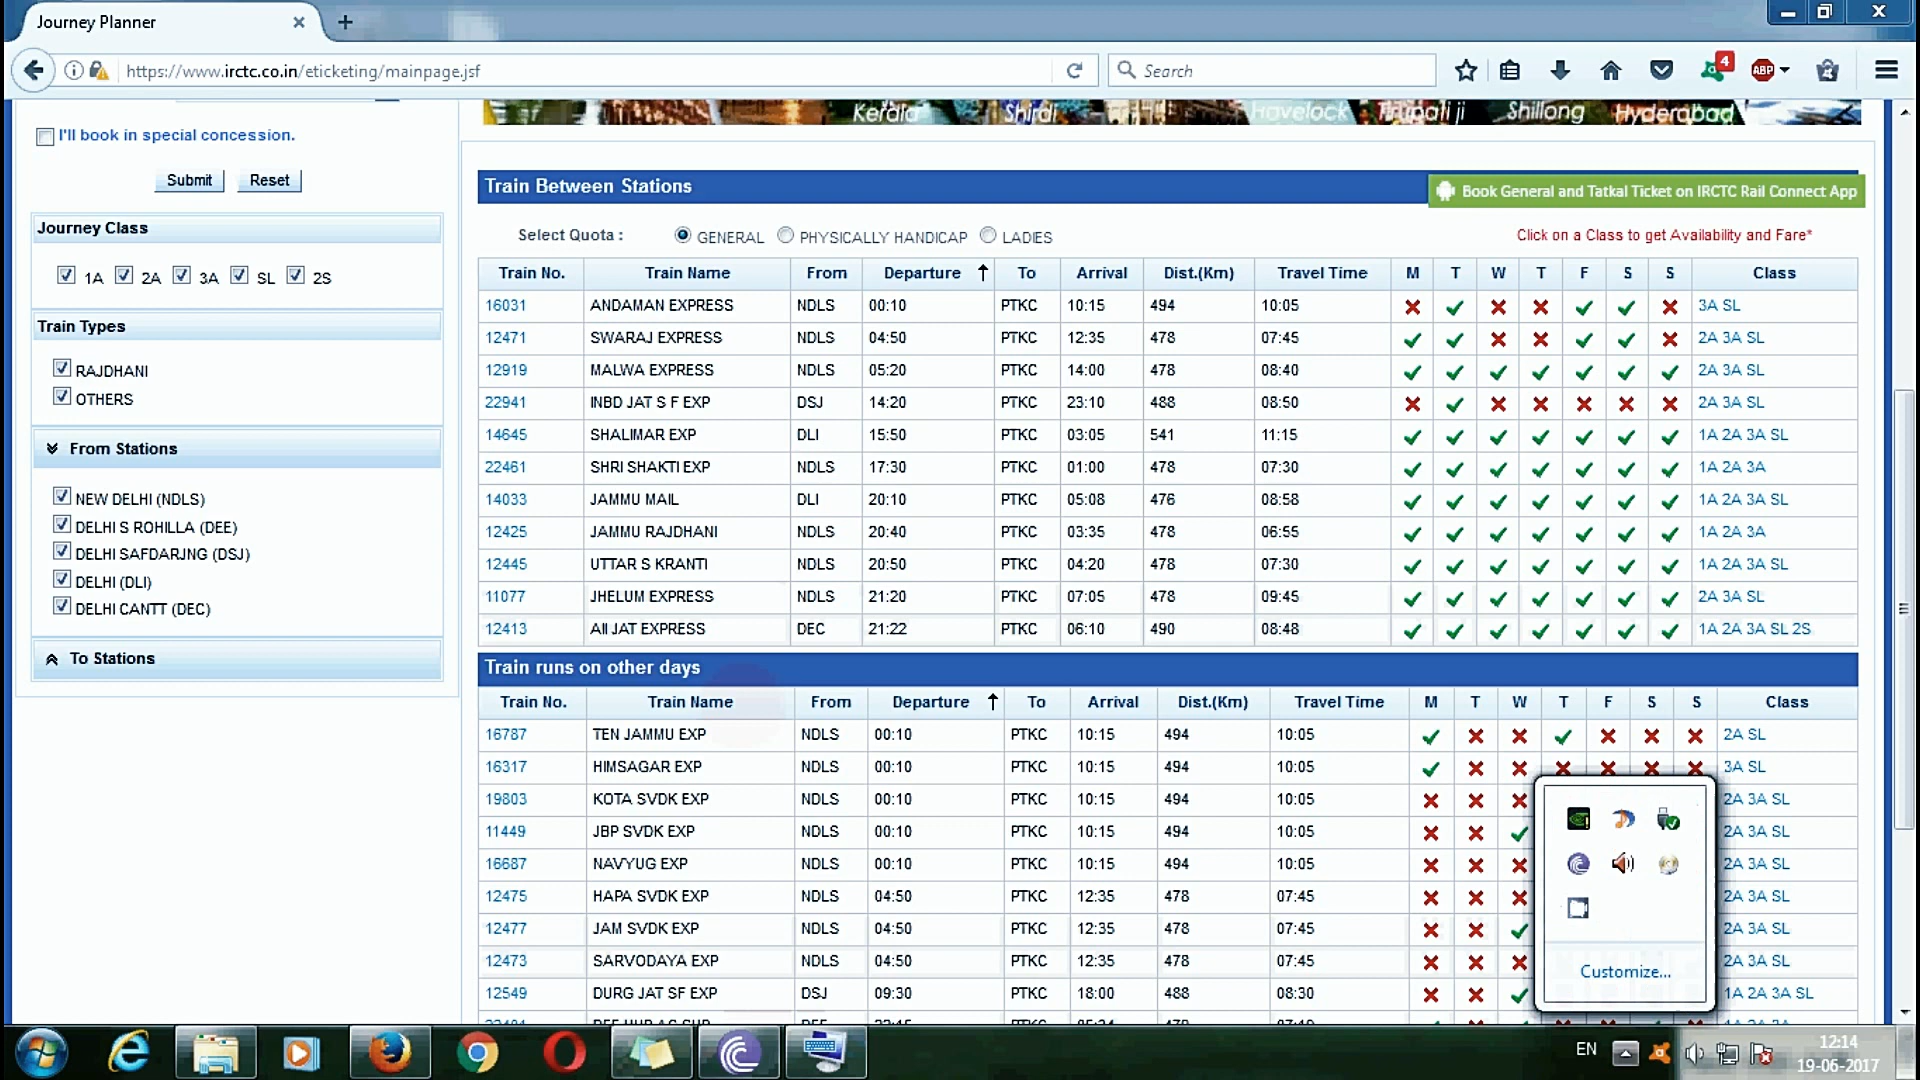 Journey Planner
https://www.irctc.co.in/eticketing/mainpage.jsf
Search
4
ABP
Kerala Shirdi Havelock Tirupati ji Shillong Hyderabad
I'll book in special concession.
Submit Reset
Journey Class
1A 2A 3A SL 2S
Train Types
RAJDHANI
OTHERS
From Stations
NEW DELHI (NDLS)
DELHI S ROHILLA (DEE)
DELHI SAFDARJNG (DSJ)
DELHI (DLI)
DELHI CANTT (DEC)
To Stations
Train Between Stations
Book General and Tatkal Ticket on IRCTC Rail Connect App
Select Quota : GENERAL PHYSICALLY HANDICAP LADIES
Click on a Class to get Availability and Fare*
Train No. Train Name From Departure To Arrival Dist.(Km) Travel Time M T W T F S S Class
16031 ANDAMAN EXPRESS NDLS 00:10 PTKC 10:15 494 10:05 3A SL
12471 SWARAJ EXPRESS NDLS 04:50 PTKC 12:35 478 07:45 2A 3A SL
12919 MALWA EXPRESS NDLS 05:20 PTKC 14:00 478 08:40 2A 3A SL
22941 INBD JAT S F EXP DSJ 14:20 PTKC 23:10 488 08:50 2A 3A SL
14645 SHALIMAR EXP DLI 15:50 PTKC 03:05 541 11:15 1A 2A 3A SL
22461 SHRI SHAKTI EXP NDLS 17:30 PTKC 01:00 478 07:30 1A 2A 3A
14033 JAMMU MAIL DLI 20:10 PTKC 05:08 476 08:58 1A 2A 3A SL
12425 JAMMU RAJDHANI NDLS 20:40 PTKC 03:35 478 06:55 1A 2A 3A
12445 UTTAR S KRANTI NDLS 20:50 PTKC 04:20 478 07:30 1A 2A 3A SL
11077 JHELUM EXPRESS NDLS 21:20 PTKC 07:05 478 09:45 2A 3A SL
12413 AII JAT EXPRESS DEC 21:22 PTKC 06:10 490 08:48 1A 2A 3A SL 2S
Train runs on other days
Train No. Train Name From Departure To Arrival Dist.(Km) Travel Time M T W T F S S Class
16787 TEN JAMMU EXP NDLS 00:10 PTKC 10:15 494 10:05 2A SL
16317 HIMSAGAR EXP NDLS 00:10 PTKC 10:15 494 10:05 3A SL
19803 KOTA SVDK EXP NDLS 00:10 PTKC 10:15 494 10:05 2A 3A SL
11449 JBP SVDK EXP NDLS 00:10 PTKC 10:15 494 10:05 2A 3A SL
16687 NAVYUG EXP NDLS 00:10 PTKC 10:15 494 10:05 2A 3A SL
12475 HAPA SVDK EXP NDLS 04:50 PTKC 12:35 478 07:45 2A 3A SL
12477 JAM SVDK EXP NDLS 04:50 PTKC 12:35 478 07:45 2A 3A SL
12473 SARVODAYA EXP NDLS 04:50 PTKC 12:35 478 07:45 2A 3A SL
12549 DURG JAT SF EXP DSJ 09:30 PTKC 18:00 488 08:30 1A 2A 3A SL
Customize...
EN
12:14
19-06-2017